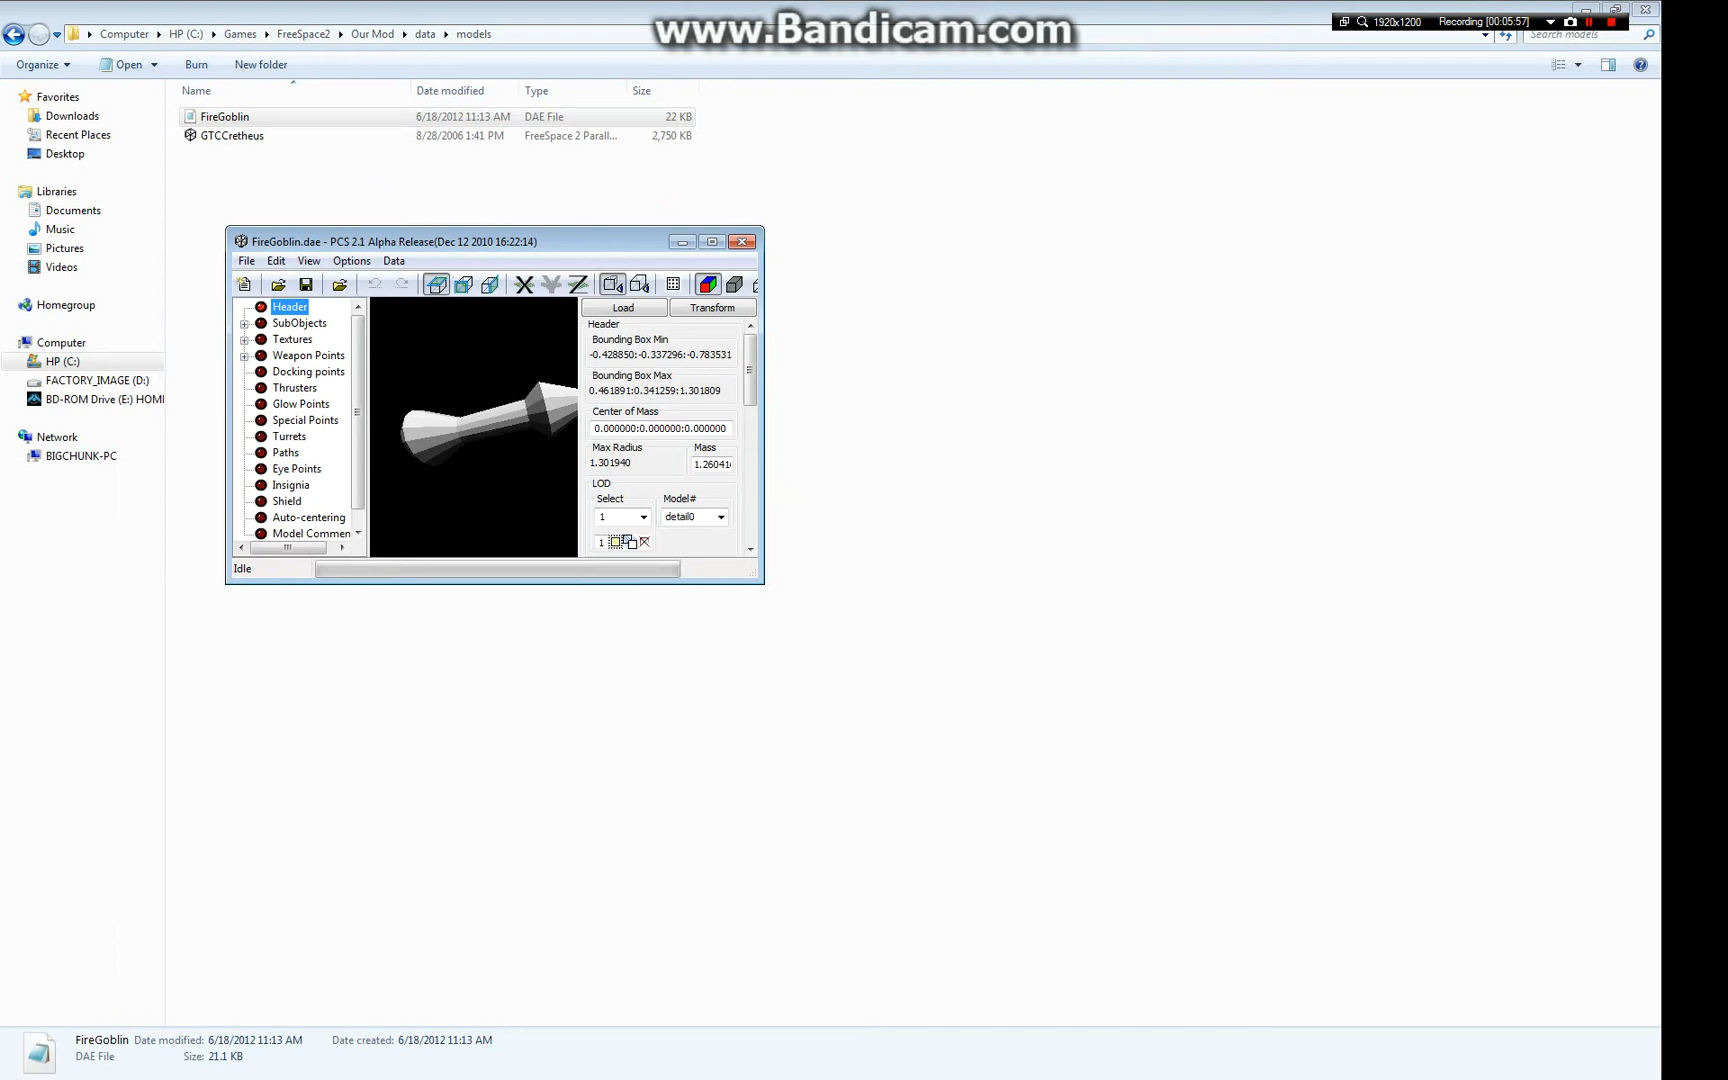 www.Bandicam.com
1920x1200 Recording [00:05:57]
Computer HP (C:) Games FreeSpace2 Our Mod data models
Search models
Organize Open Burn New folder
Name Date modified Type Size
FireGoblin 6/18/2012 11:13 AM DAE File 22 KB
GTCCretheus 8/28/2006 1:41 PM FreeSpace 2 Parall... 2,750 KB
Favorites
Downloads
Recent Places
Desktop
Libraries
Documents
Music
Pictures
Videos
Homegroup
Computer
HP (C:)
FACTORY_IMAGE (D:)
BD-ROM Drive (E:) HOM
Network
BIGCHUNK-PC
FireGoblin.dae - PCS 2.1 Alpha Release(Dec 12 2010 16:22:14)
File Edit View Options Data
Header
SubObjects
Textures
Weapon Points
Docking points
Thrusters
Glow Points
Special Points
Turrets
Paths
Eye Points
Insignia
Shield
Auto-centering
Model Commen
Load Transform
Header
Bounding Box Min
-0.428850:-0.337296:-0.783531
Bounding Box Max
0.461891:0.341259:1.301809
Center of Mass
0.000000:0.000000:0.000000
Max Radius Mass
1.301940 1.26041
LOD
Select Model#
1 detail0
1
Idle
FireGoblin Date modified: 6/18/2012 11:13 AM Date created: 6/18/2012 11:13 AM
DAE File Size: 21.1 KB